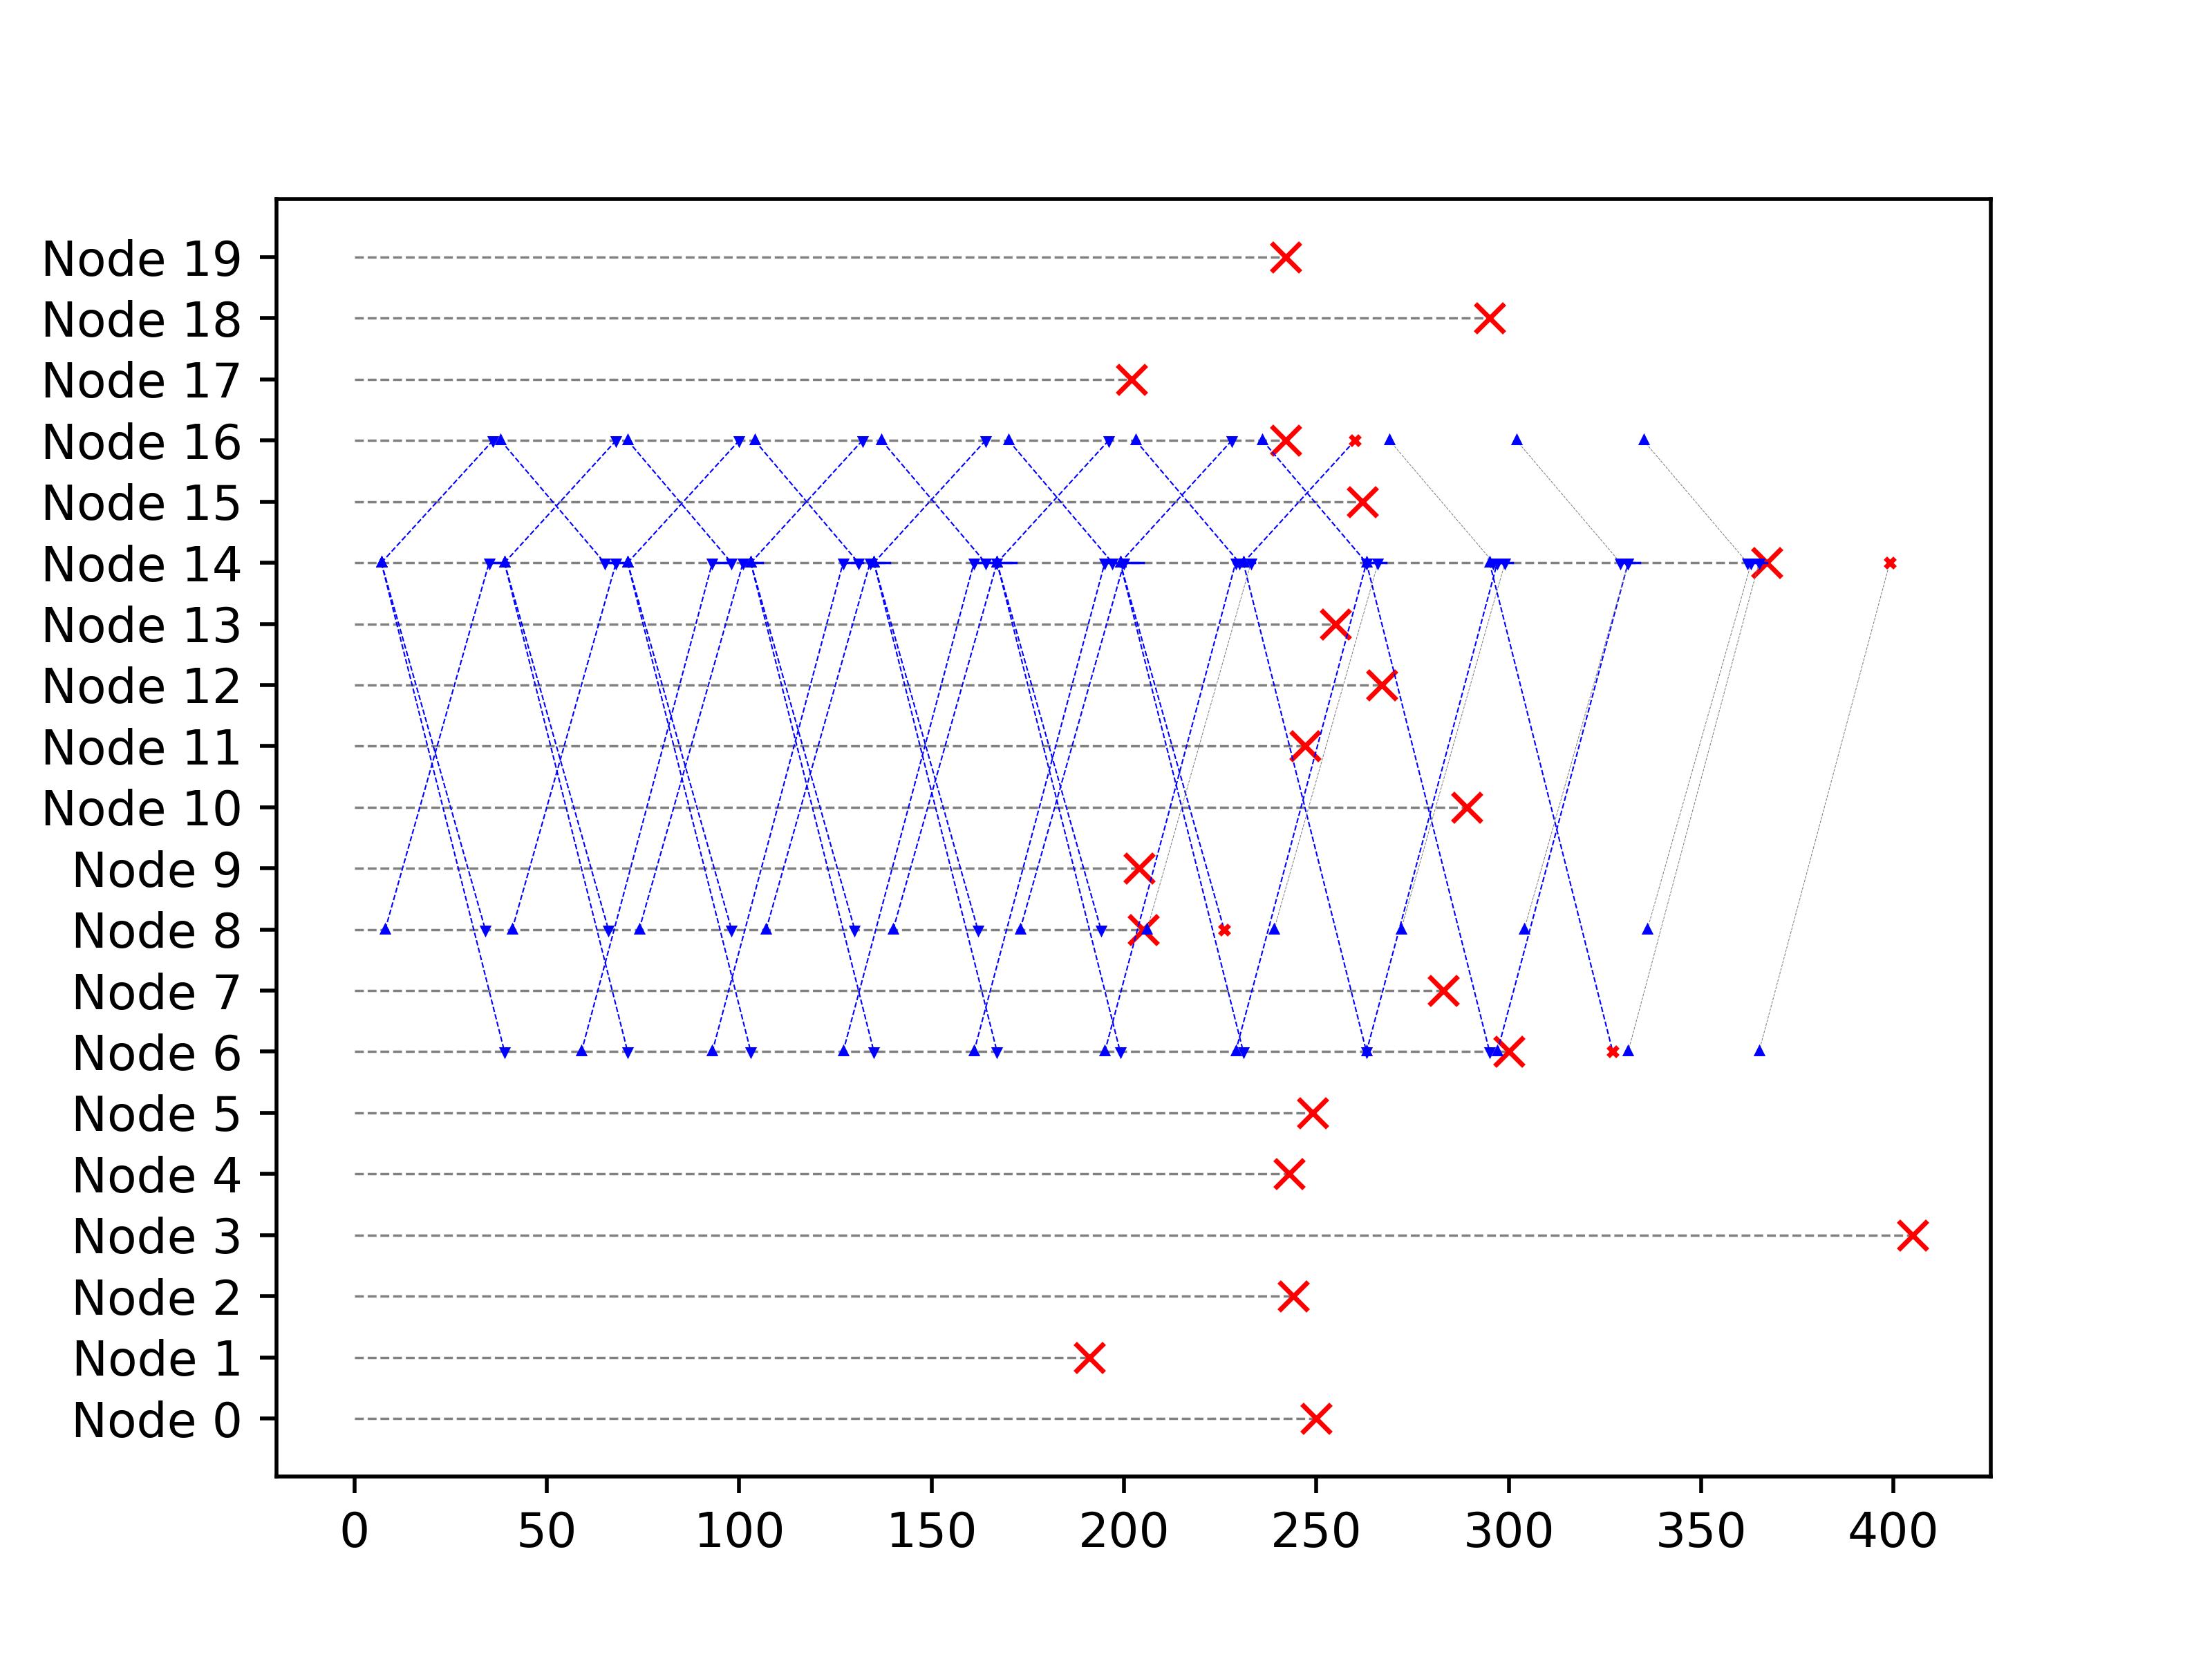 Node 19
Node 18
Node 17
Node 16
Node 15
Node 14
Node 13
Node 12
Node 11
Node 10
Node 9
Node 8
Node 7
Node 6
Node 5
Node 4
Node 3
Node 2
Node 1
Node 0
0 50 100 150 200 250 300 350 400